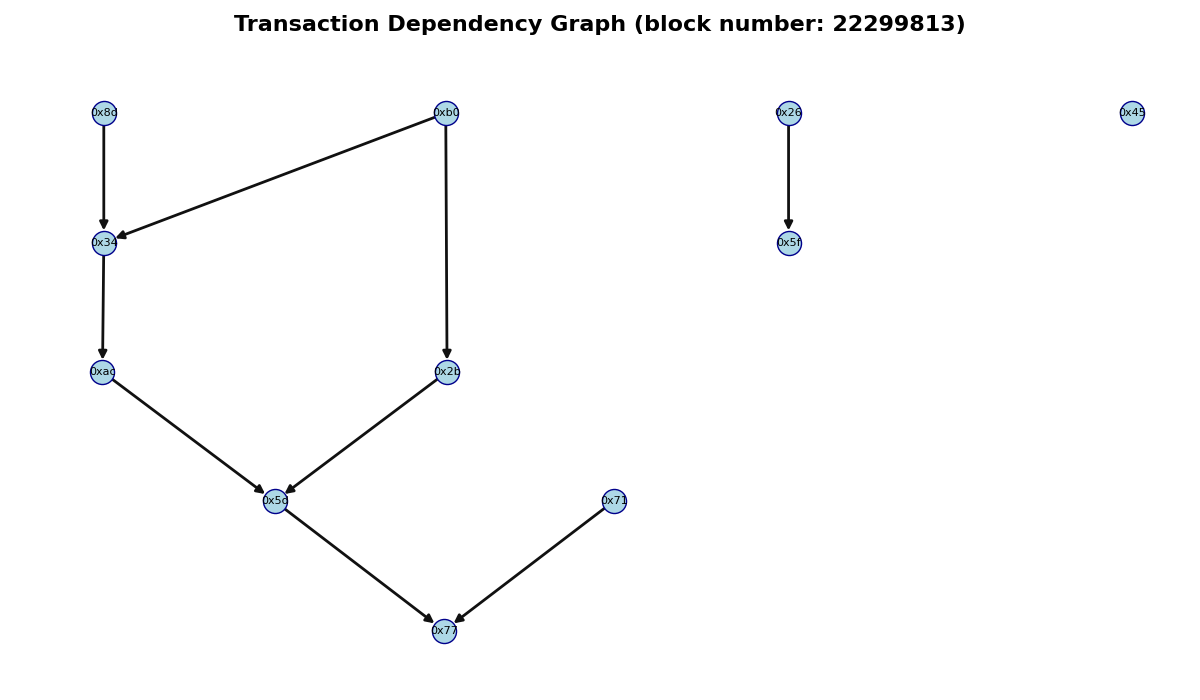 Transaction Dependency Graph (block number: 22299813)
0x8d
0xb0
0x26
0x45
0x34
0x5f
0xac
0x2b
0x5c
0x71
0x77